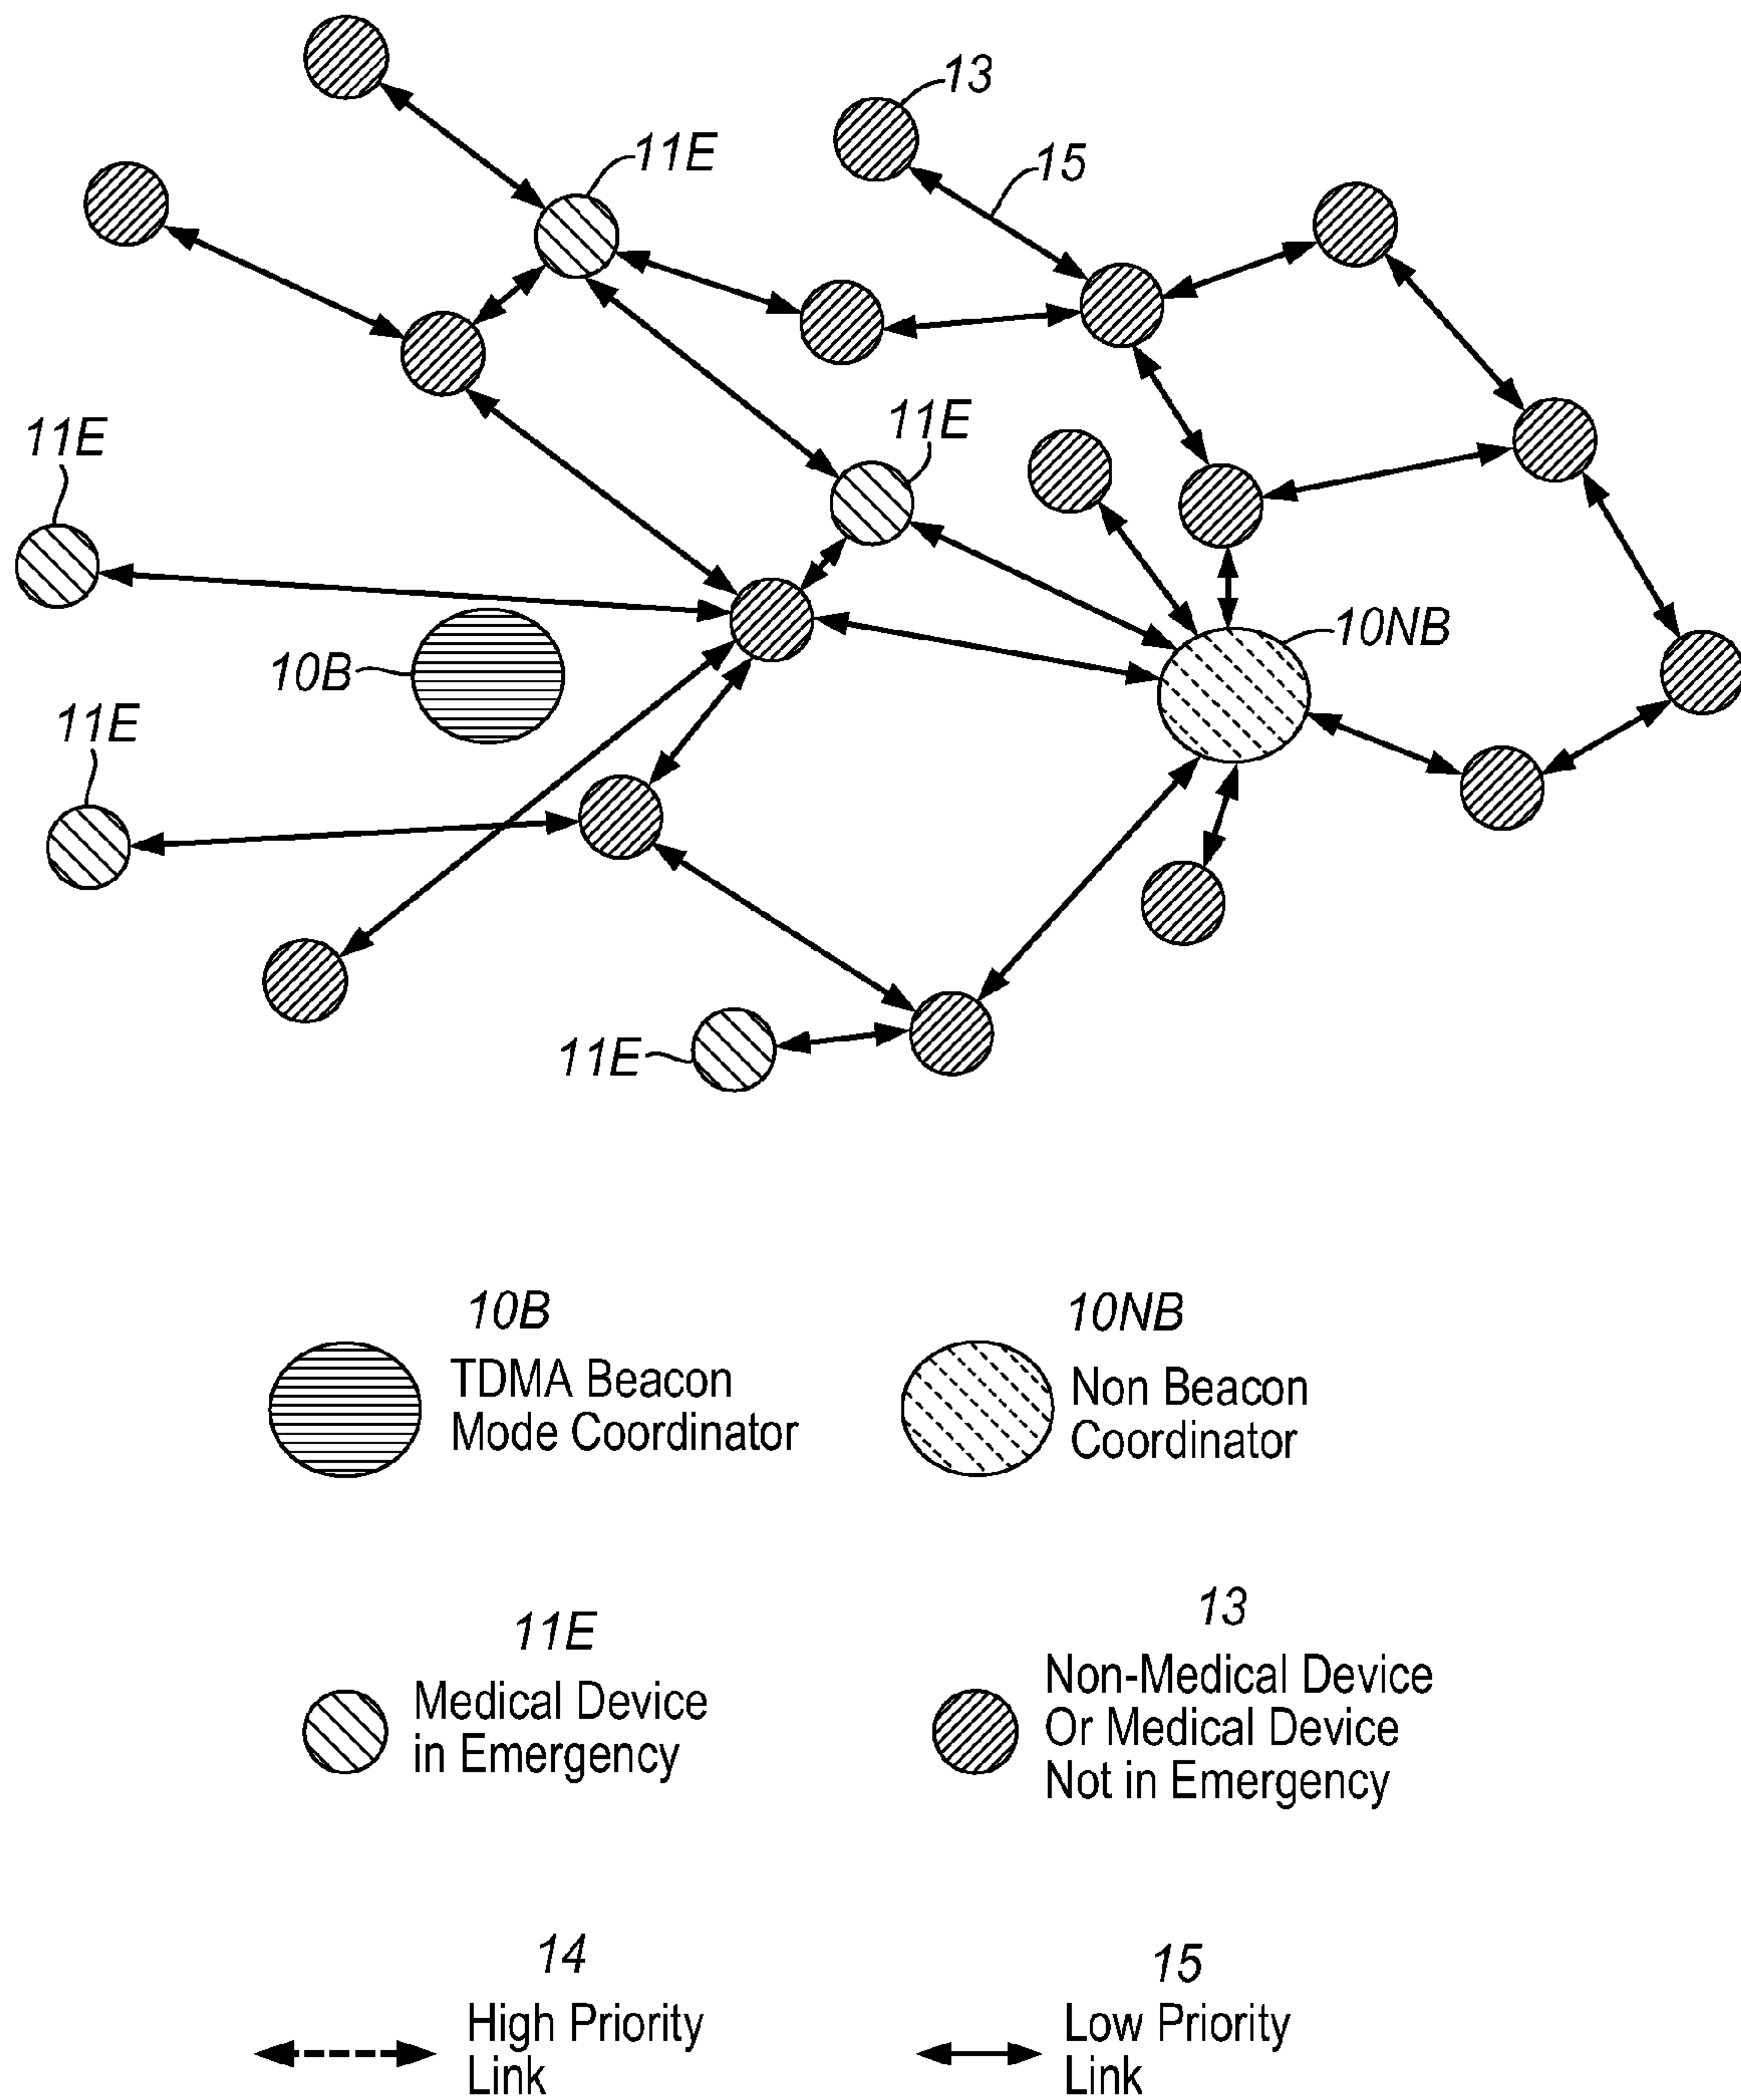 13
11E
15
11E
11E
10NB
10B
11E
11E
10B
TDMA Beacon
Mode Coordinator
10NB
Non Beacon
Coordinator
11E
Medical Device
in Emergency
13
Non-Medical Device
Or Medical Device
Not in Emergency
14
High Priority
Link
15
Low Priority
Link